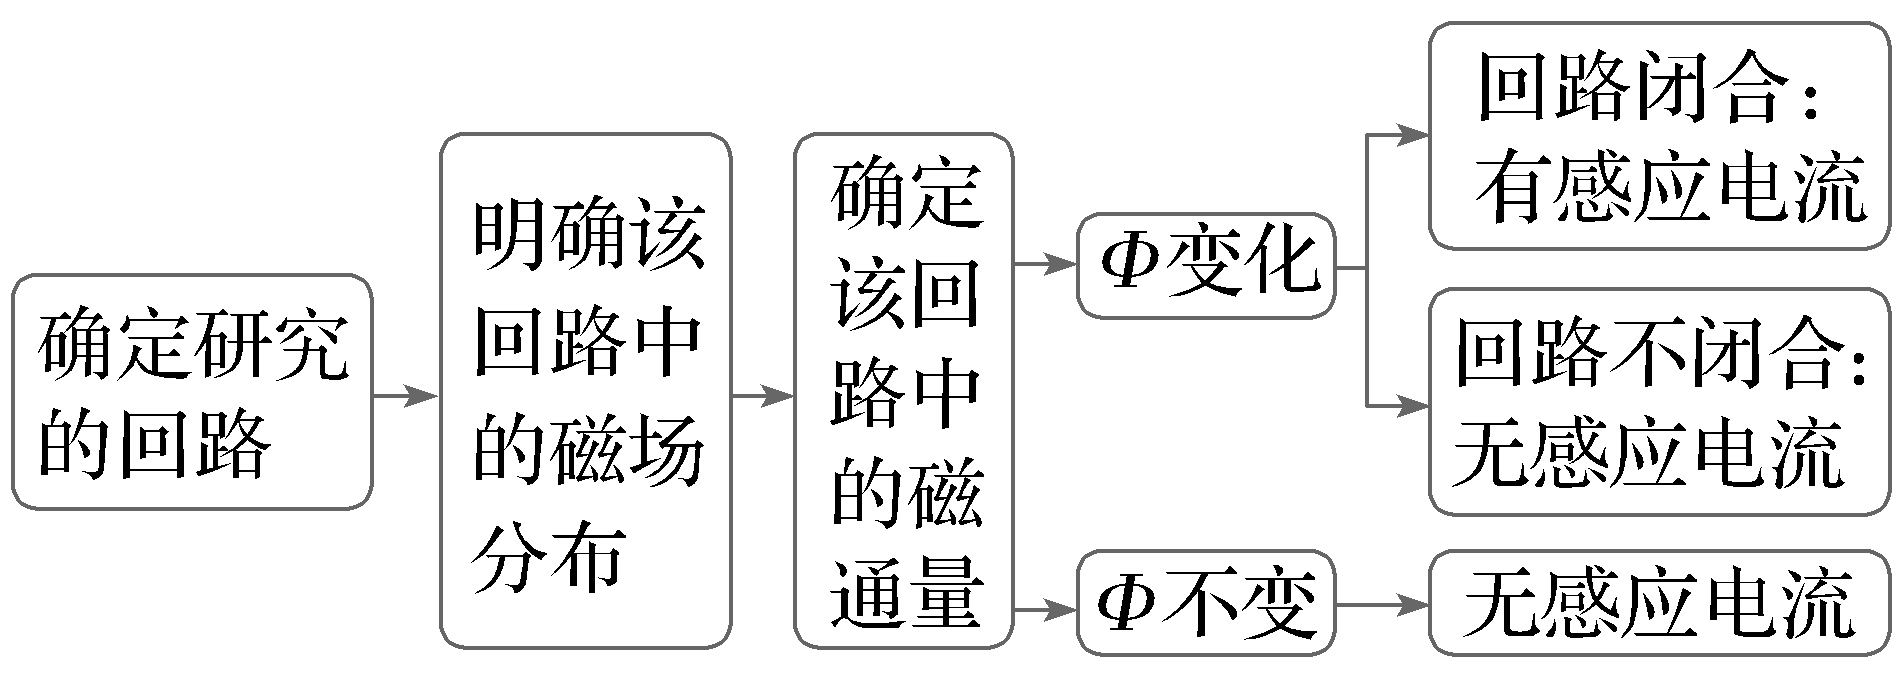 确定研究
的回路
明确该
回路中
的磁场
分布
确定
该回
路中
的磁
通量
Φ变化
Φ不变
回路闭合：
有感应电流
回路不闭合：
无感应电流
无感应电流